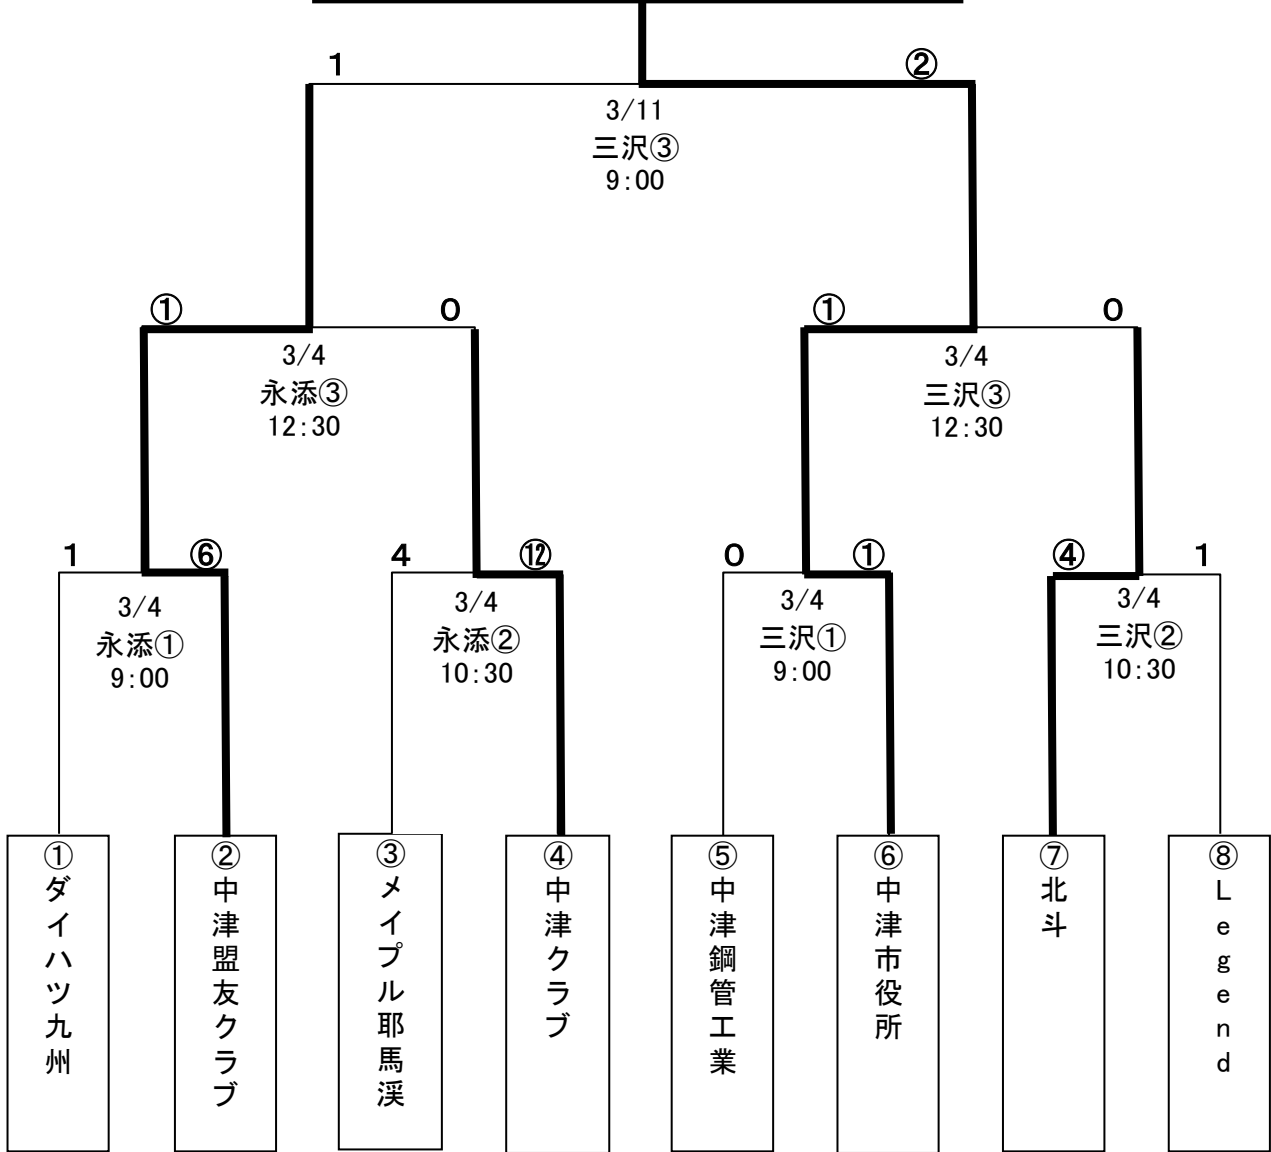 1 ②
3/11
三沢③
9:00
① 0 ① 0
3/4
永添③
12:30
3/4
三沢③
12:30
1 ⑥ 4 ⑫ 0 ① ④ 1
3/4
永添①
9:00
3/4
永添②
10:30
3/4
三沢①
9:00
3/4
三沢②
10:30
①ダイハツ九州
②中津盟友クラブ
③メイプル耶馬溪
④中津クラブ
⑤中津鋼管工業
⑥中津市役所
⑦北斗
⑧Legend